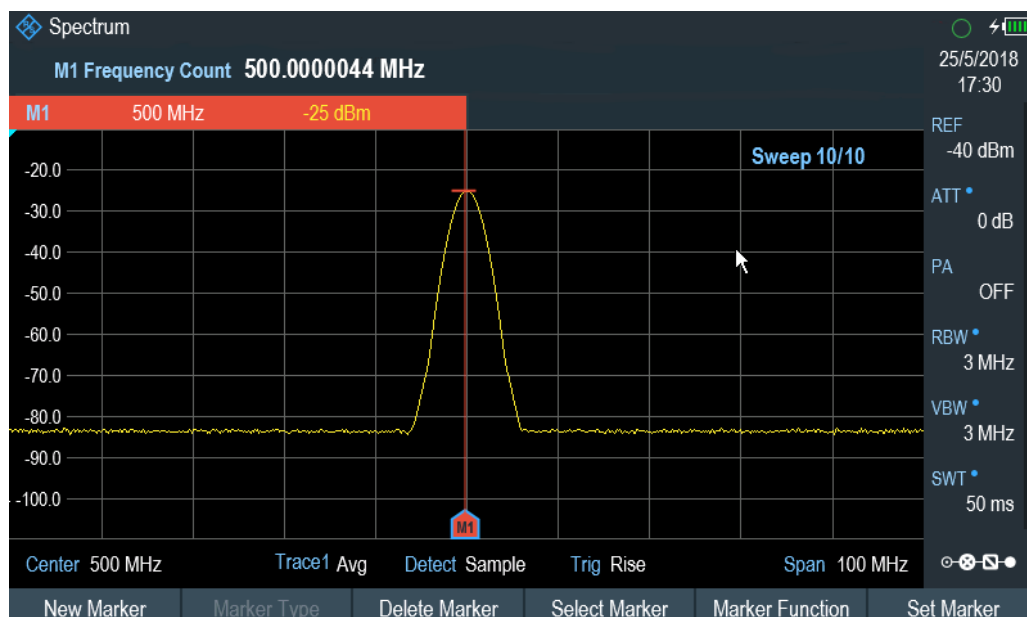 Spectrum
M1 Frequency Count 500.0000044 MHz
25/5/2018
17:30
M1 500 MHz -25 dBm
REF
-40 dBm
Sweep 10/10
-20.0
ATT
0 dB
-30.0
-40.0
PA
OFF
-50.0
-60.0
RBW
3 MHz
-70.0
-80.0
VBW
3 MHz
-90.0
SWT
50 ms
-100.0
M1
Center 500 MHz Trace1 Avg Detect Sample Trig Rise Span 100 MHz
New Marker Marker Type Delete Marker Select Marker Marker Function Set Marker